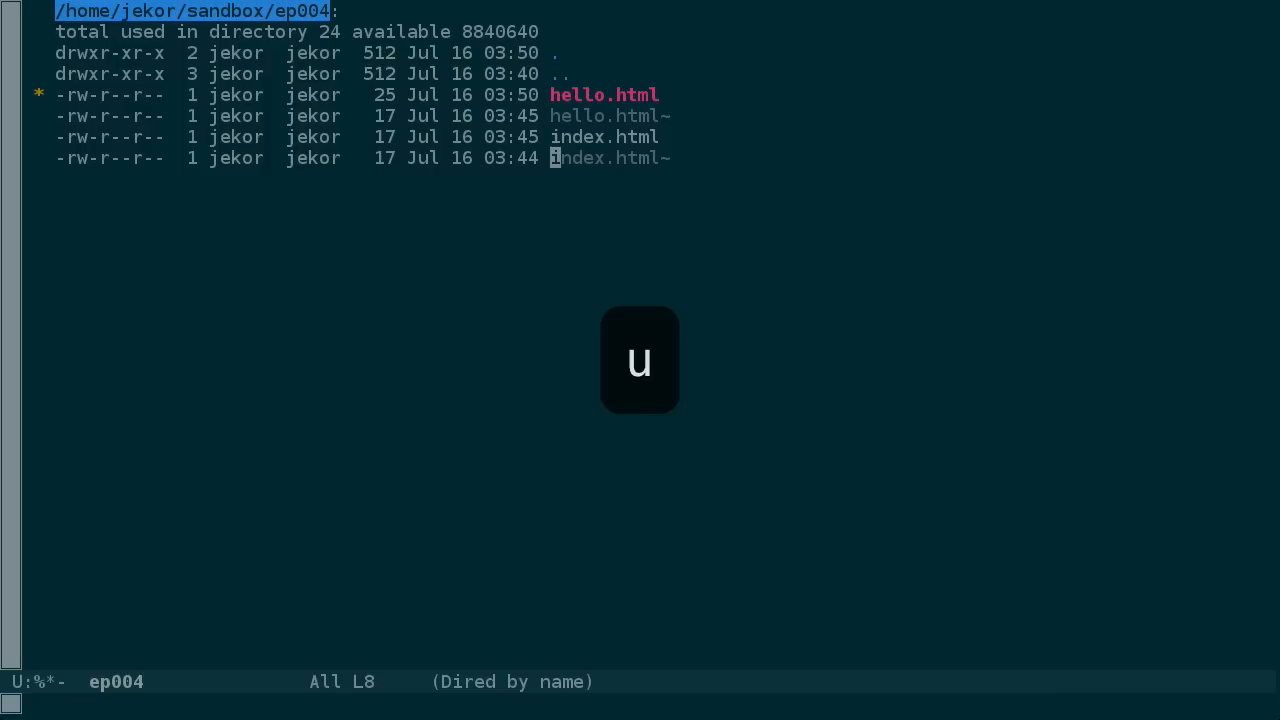 /home/jekor/sandbox/ep004:
total used in directory 24 available 8840640
drwxr-xr-x  2 jekor  jekor  512 Jul 16 03:50 .
drwxr-xr-x  3 jekor  jekor  512 Jul 16 03:40 ..
* -rw-r--r--  1 jekor  jekor   25 Jul 16 03:50 hello.html
-rw-r--r--  1 jekor  jekor   17 Jul 16 03:45 hello.html~
-rw-r--r--  1 jekor  jekor   17 Jul 16 03:45 index.html
-rw-r--r--  1 jekor  jekor   17 Jul 16 03:44 index.html~
u
U:%*-  ep004               All L8     (Dired by name)